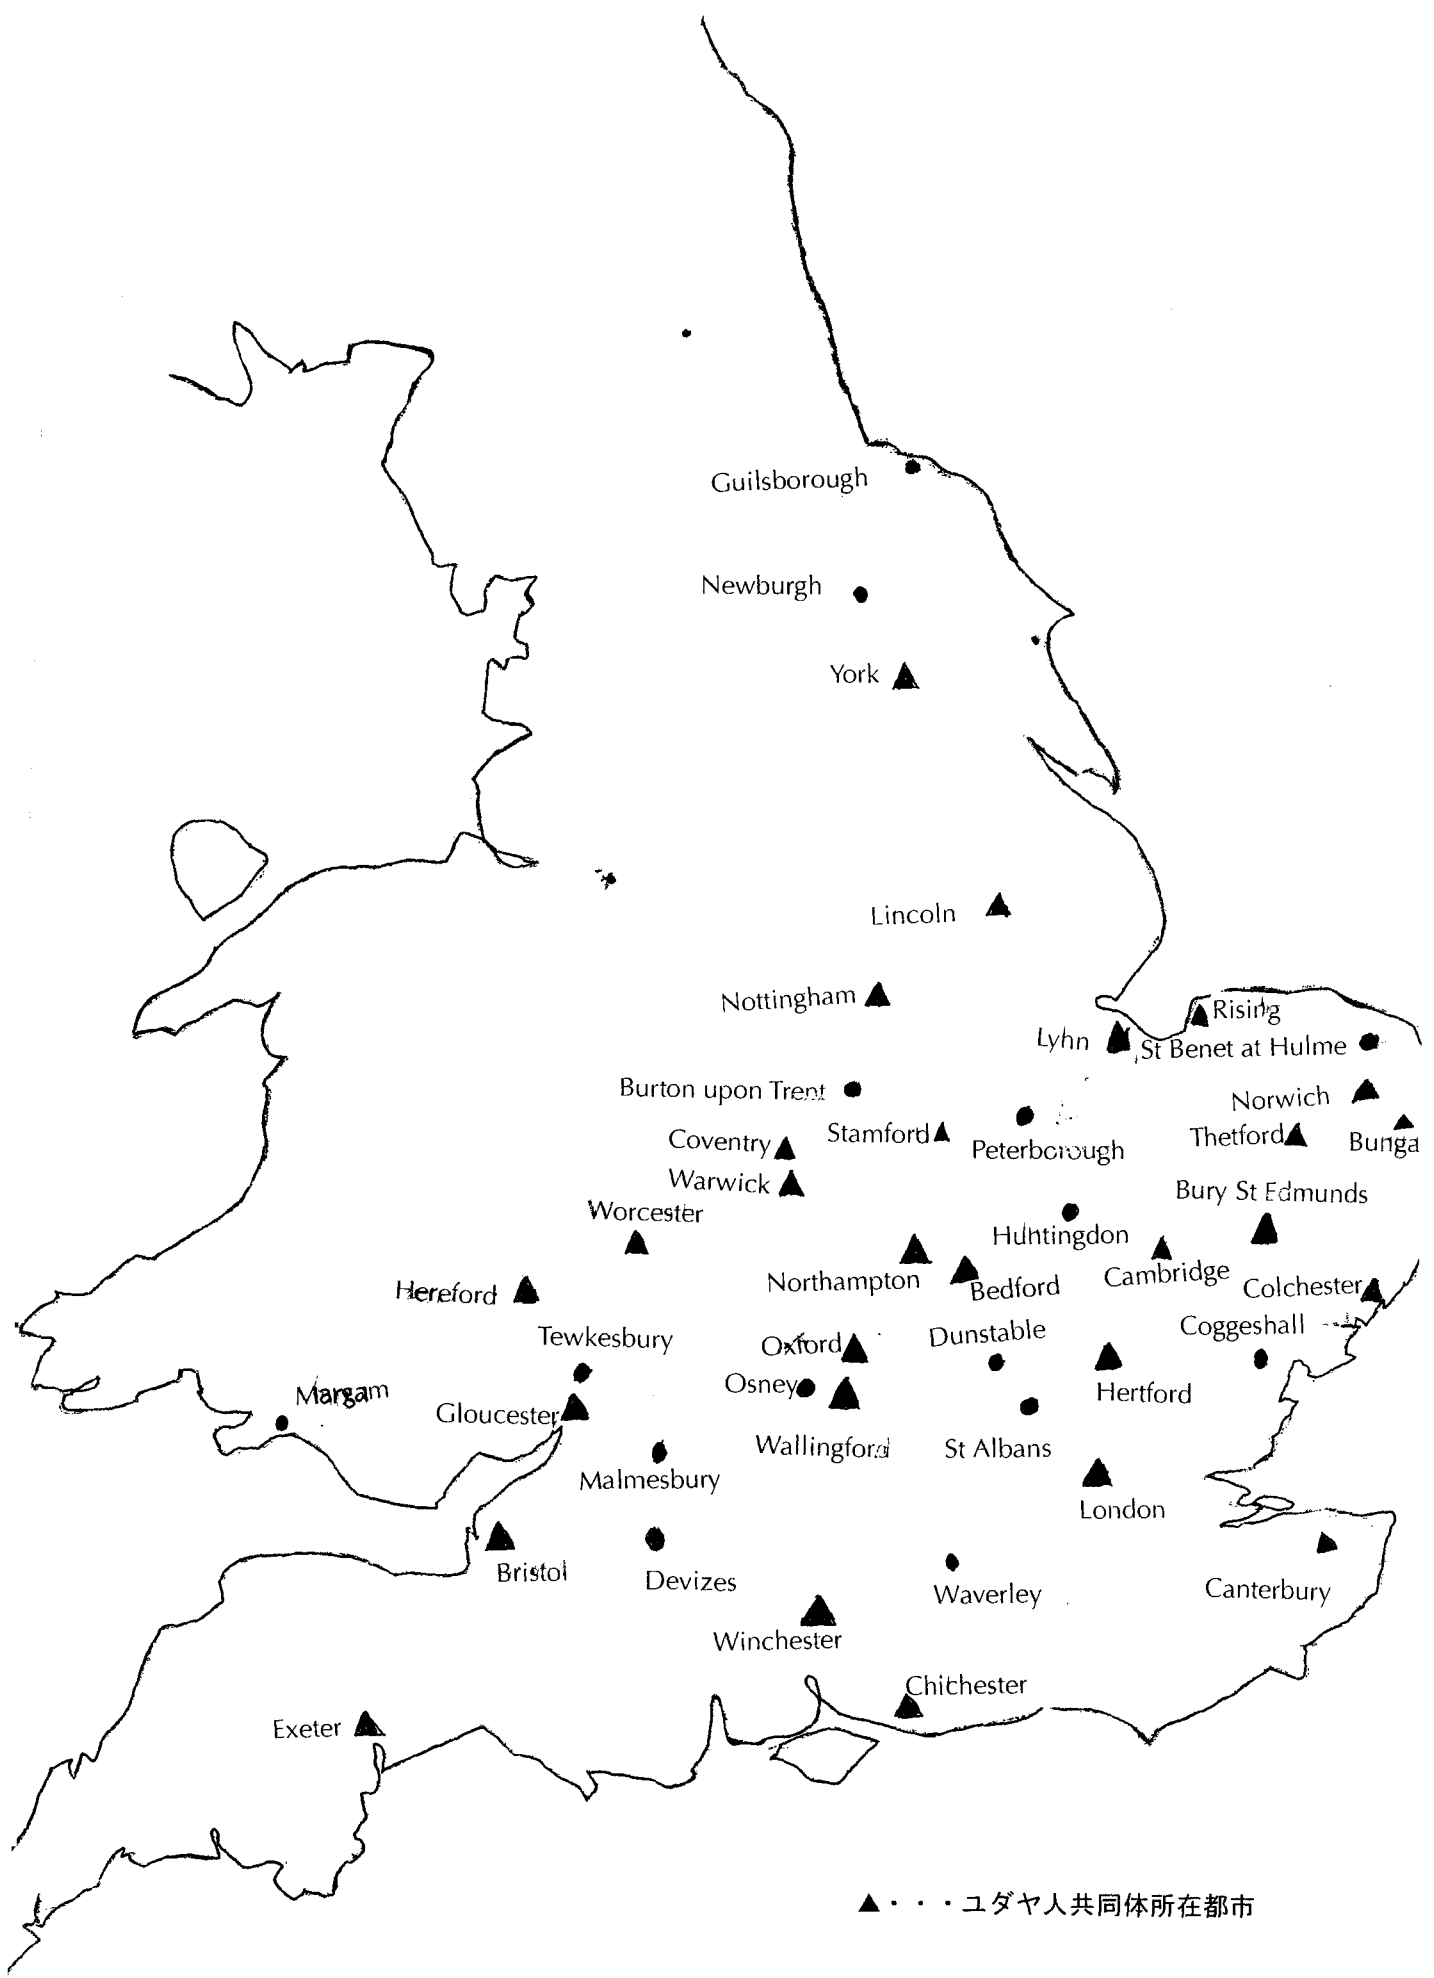 Guilsborough
Newburgh
York
Lincoln
Nottingham
Rising
Lyhn
St Benet at Hulme
Burton upon Trent
Norwich
Stamford
Thetford
Coventry
Peterborough
Bunga
Warwick
Bury St Edmunds
Worcester
Huhtingdon
Northampton
Bedford
Cambridge
Hereford
Colchester
Tewkesbury
Oxford
Dunstable
Coggeshall
Osney
Margam
Hertford
Gloucester
Wallingford
St Albans
Malmesbury
London
Bristol
Devizes
Waverley
Canterbury
Winchester
Chichester
Exeter
▲・・・ユダヤ人共同体所在都市